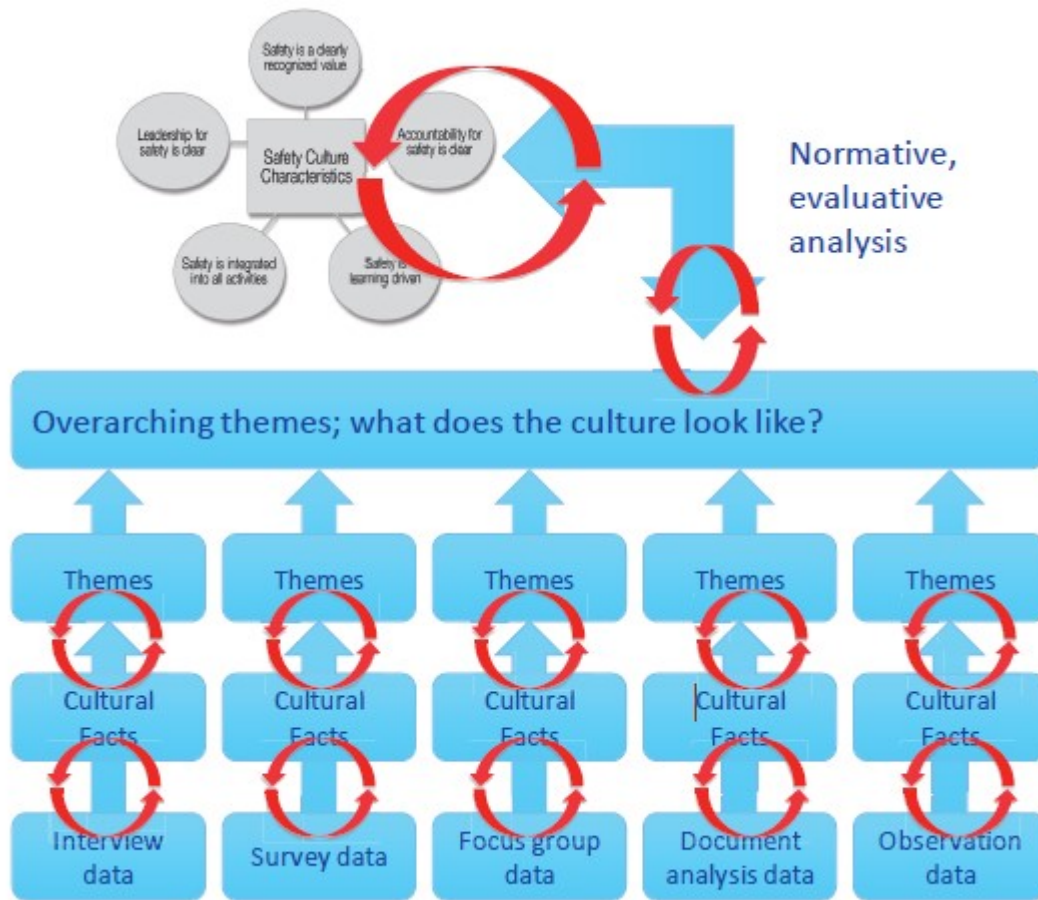 Safety is a clearly
recognized value
Leadership for
safety is clear
Safety Culture
Characteristics
Accountability for
safety is clear
Safety is integrated
into all activities
Safety is
learning driven
Normative,
evaluative
analysis
Overarching themes; what does the culture look like?
Themes
Themes
Themes
Themes
Themes
Cultural
Facts
Cultural
Facts
Cultural
Facts
Cultural
Facts
Cultural
Facts
Interview
data
Survey data
Focus group
data
Document
analysis data
Observation
data